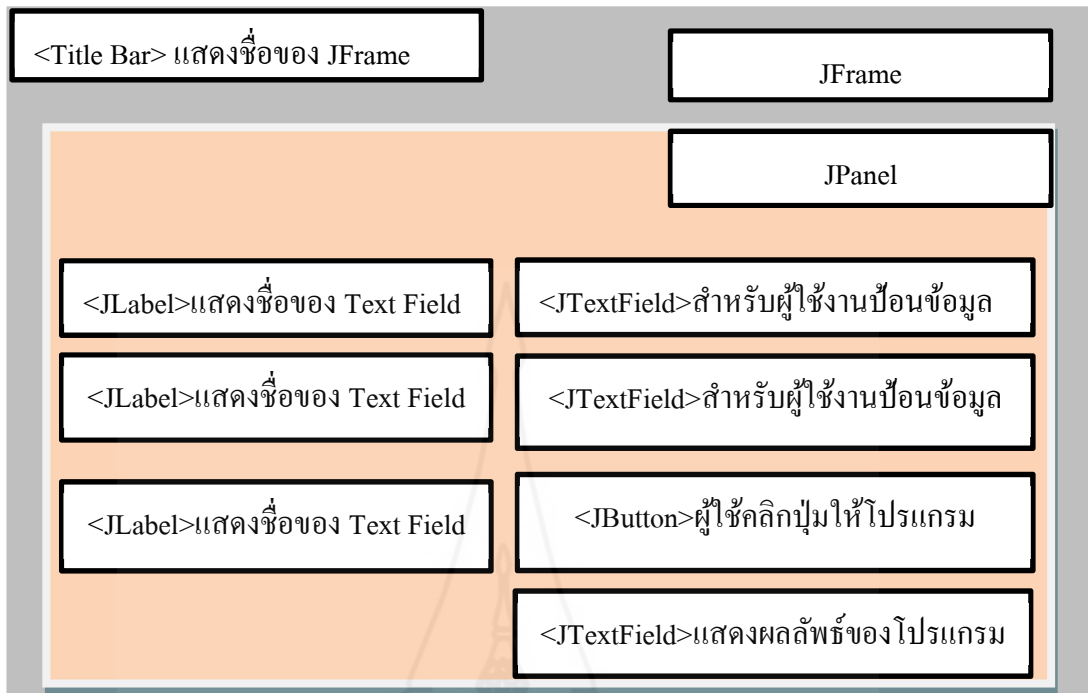 <Title Bar> แสดงชื่อของ JFrame
JFrame
JPanel
<JLabel>แสดงชื่อของ Text Field
<JTextField>สำหรับผู้ใช้งานป้อนข้อมูล
<JLabel>แสดงชื่อของ Text Field
<JTextField>สำหรับผู้ใช้งานป้อนข้อมูล
<JLabel>แสดงชื่อของ Text Field
<JButton>ผู้ใช้คลิกปุ่มให้โปรแกรม
<JTextField>แสดงผลลัพธ์ของโปรแกรม